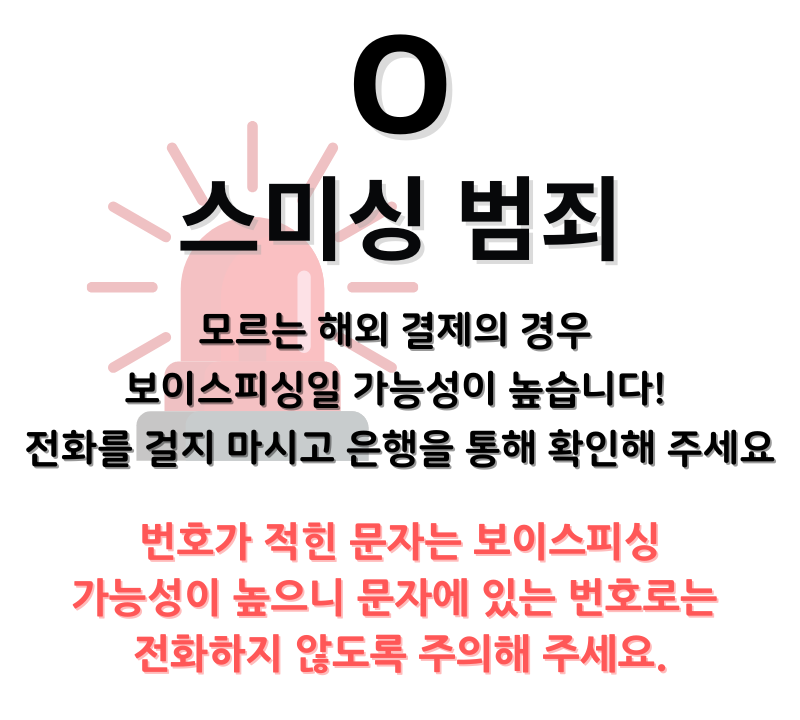 O
스미싱 범죄
모르는 해외 결제의 경우
보이스피싱일 가능성이 높습니다!
전화를 걸지 마시고 은행을 통해 확인해 주세요
번호가 적힌 문자는 보이스피싱
가능성이 높으니 문자에 있는 번호로는
전화하지 않도록 주의해 주세요.